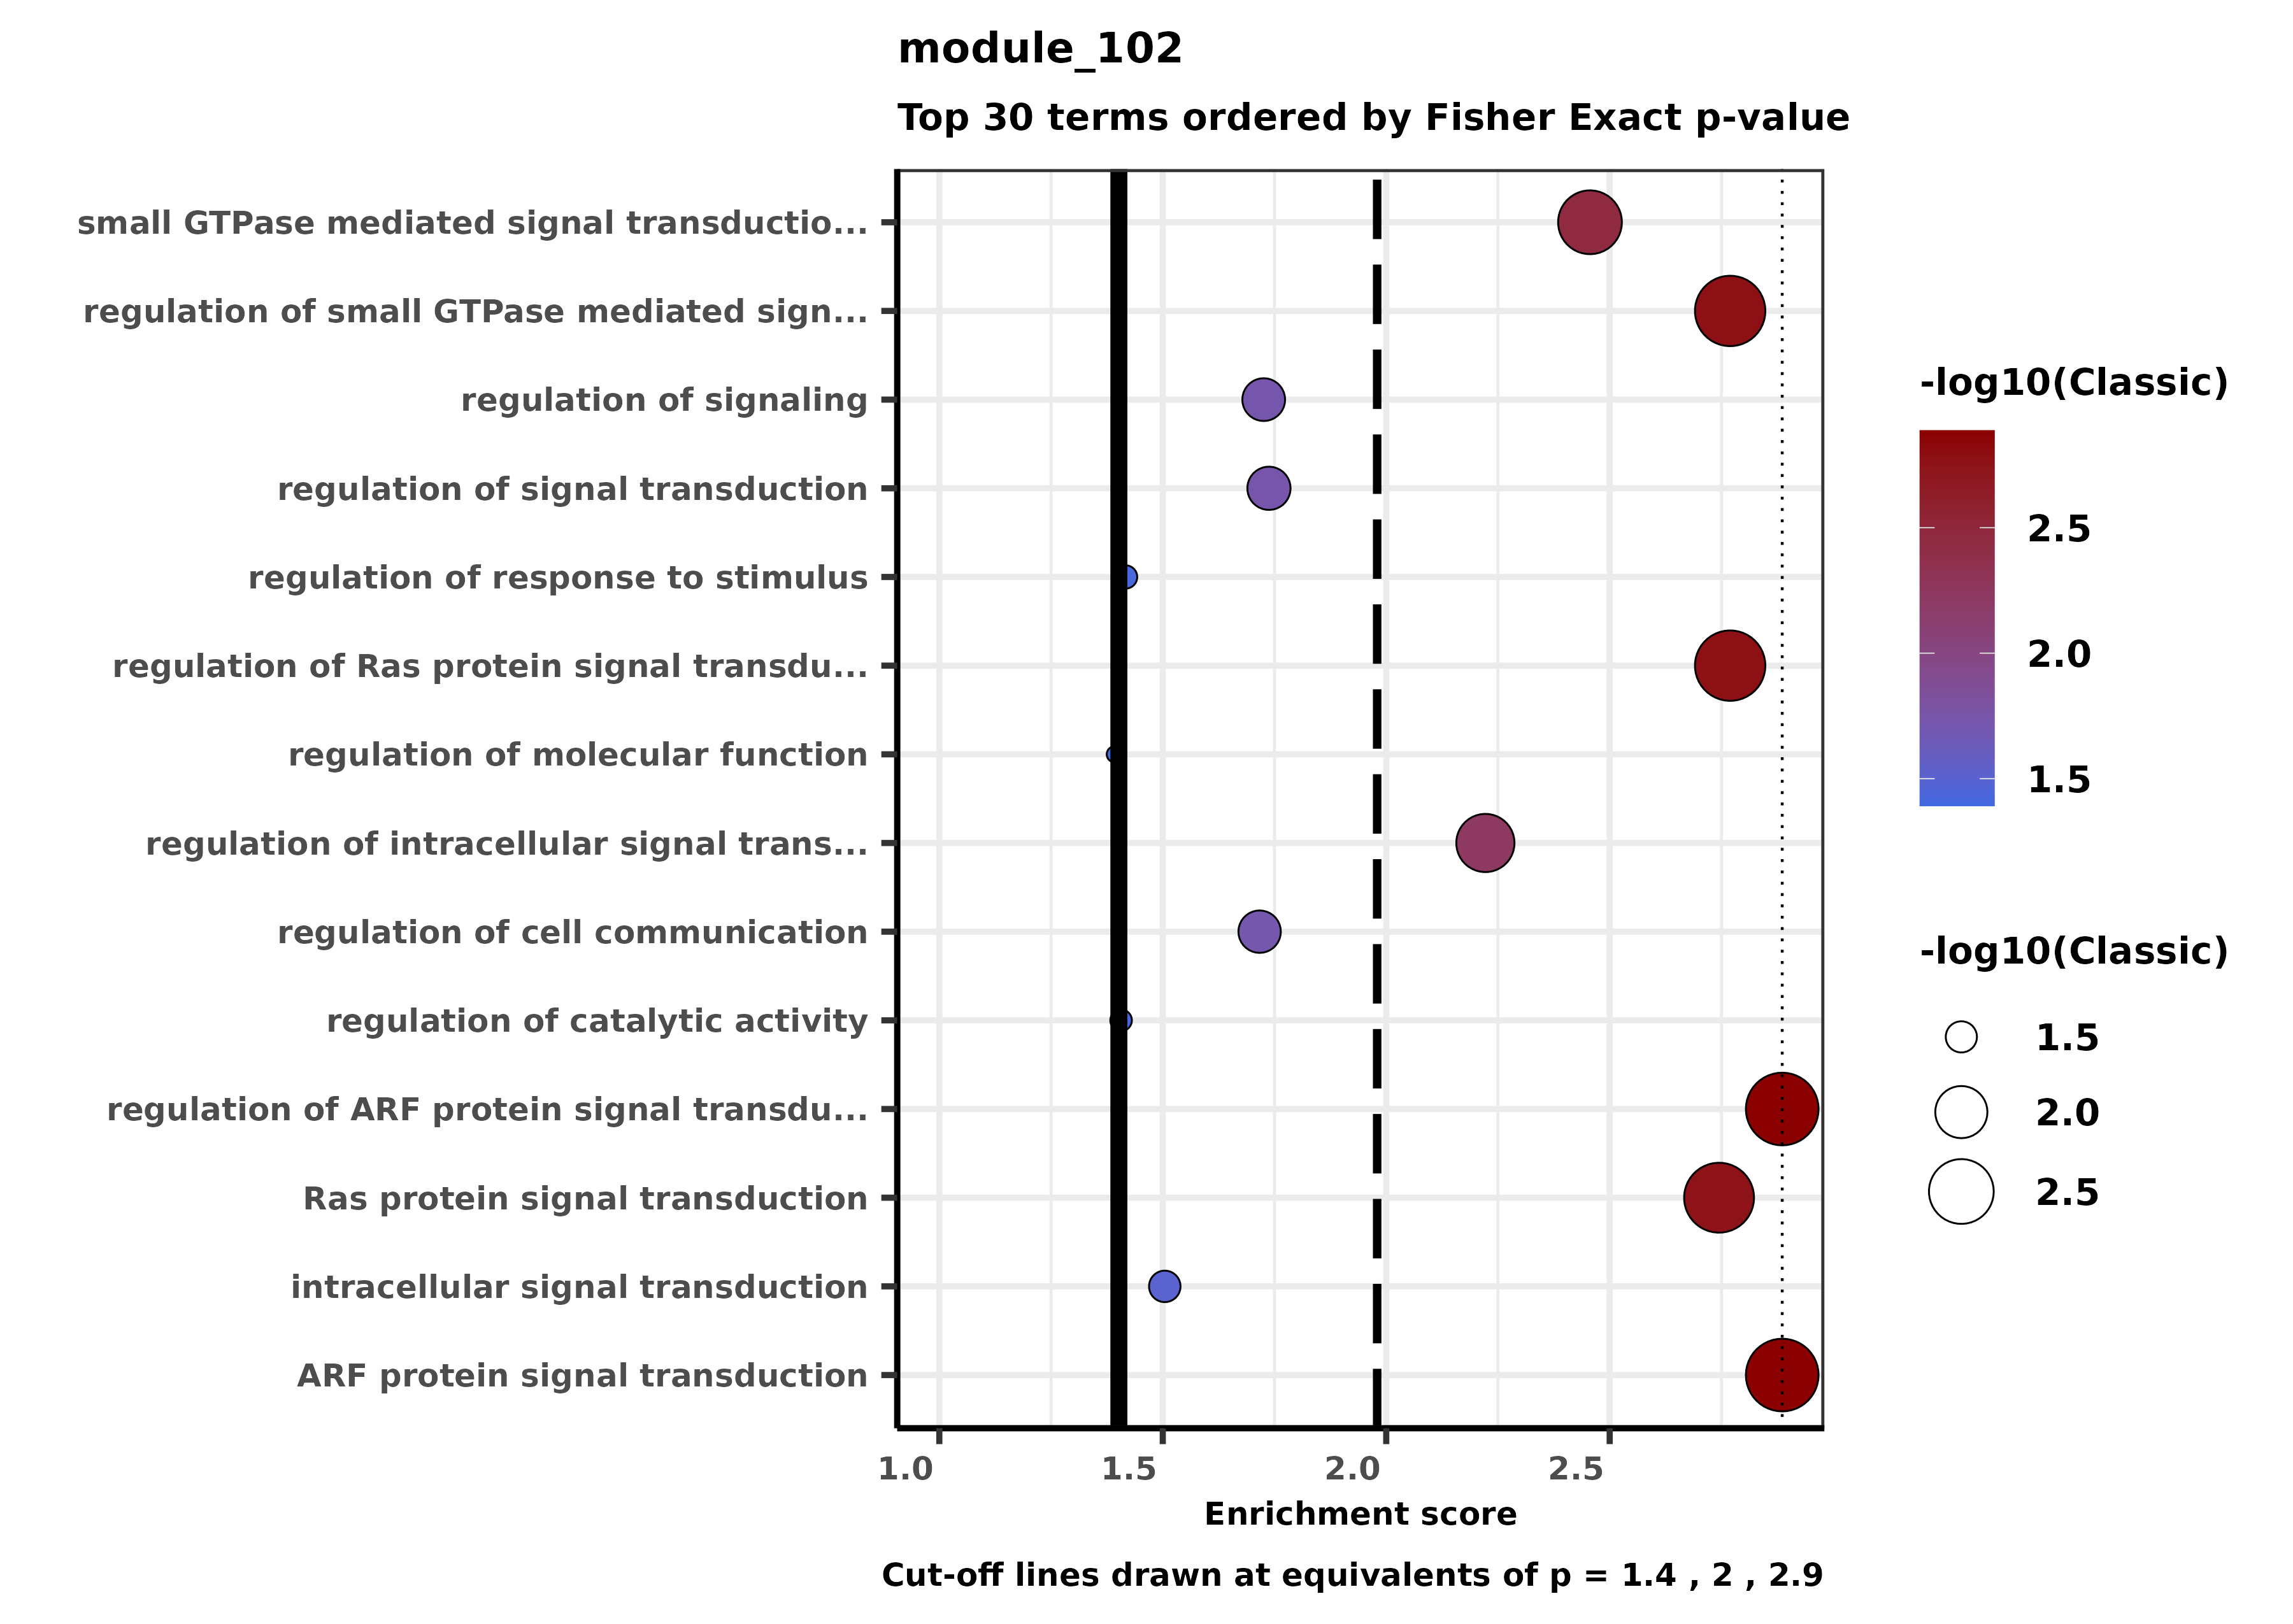 module_102
Top 30 terms ordered by Fisher Exact p-value
small GTPase mediated signal transductio...
regulation of small GTPase mediated sign...
regulation of signaling
regulation of signal transduction
regulation of response to stimulus
regulation of Ras protein signal transdu...
regulation of molecular function
regulation of intracellular signal trans...
regulation of cell communication
regulation of catalytic activity
regulation of ARF protein signal transdu...
Ras protein signal transduction
intracellular signal transduction
ARF protein signal transduction
1.0 1.5 2.0 2.5
Enrichment score
Cut-off lines drawn at equivalents of p = 1.4 , 2 , 2.9
-log10(Classic)
2.5
2.0
1.5
-log10(Classic)
1.5
2.0
2.5